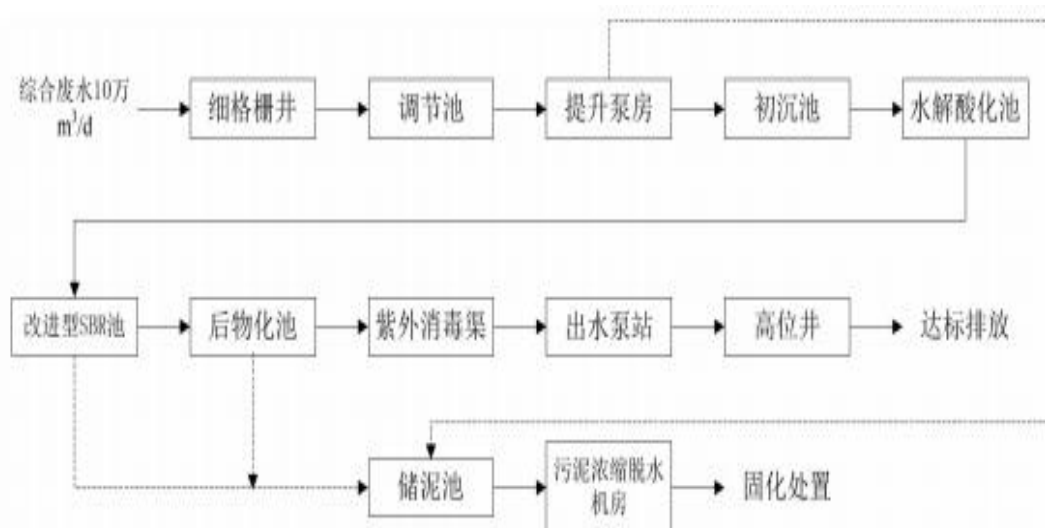 综合废水10万
m³/d
细格栅井
调节池
提升泵房
初沉池
水解酸化池
改进型SBR池
后物化池
紫外消毒渠
出水泵站
高位井
达标排放
储泥池
污泥浓缩脱水
机房
固化处置